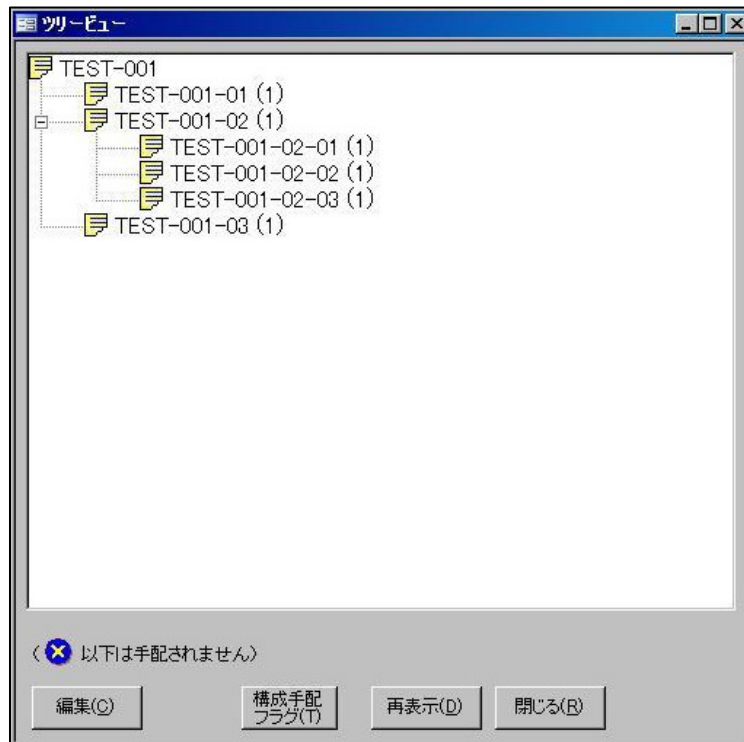 ツリービュー
TEST-001
TEST-001-01 (1)
TEST-001-02 (1)
TEST-001-02-01 (1)
TEST-001-02-02 (1)
TEST-001-02-03 (1)
TEST-001-03 (1)
( 以下は手配されません)
編集(C)
構成手配
フラグ(T)
再表示(D)
閉じる(R)